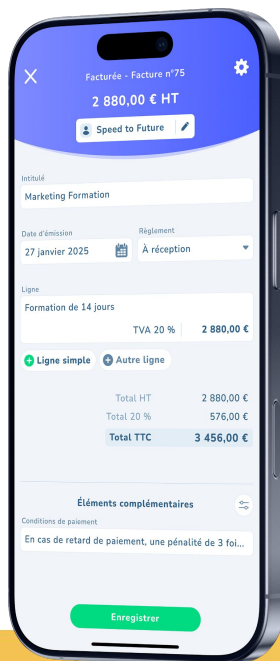 Facturée - Facture n°75
2 880,00 € HT
Speed to Future
Intitulé
Marketing Formation
Date d'émission
Règlement
27 janvier 2025
À réception
Ligne
Formation de 14 jours
TVA 20 %
2 880,00 €
Ligne simple
Autre ligne
Total HT
2 880,00 €
Total 20 %
576,00 €
Total TTC
3 456,00 €
Éléments complémentaires
Conditions de paiement
En cas de retard de paiement, une pénalité de 3 foi...
Enregistrer